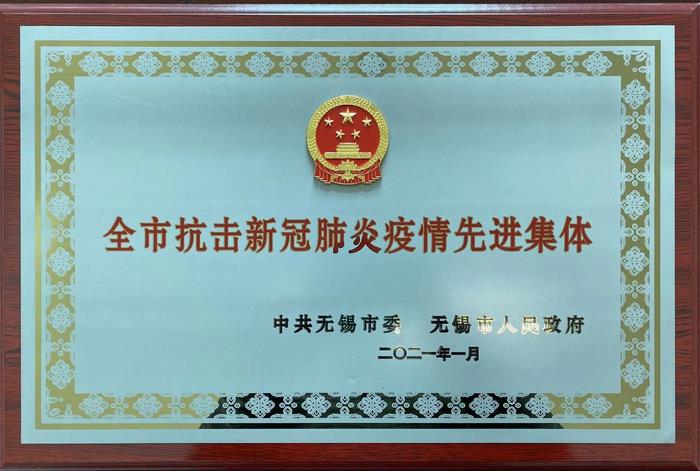 全市抗击新冠肺炎疫情先进集体
中共无锡市委 无锡市人民政府
二〇二一年一月